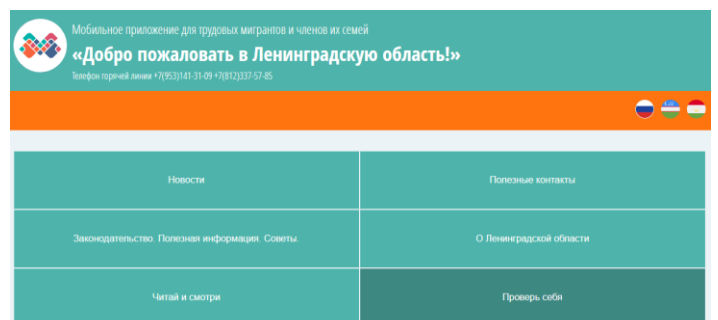 Мобильное приложение для трудовых мигрантов и членов их семей
«Добро пожаловать в Ленинградскую область!»
Телефон горячей линии +7(953)141-31-09 +7(812)337-57-85
Новости
Полезные контакты
Законодательство. Полезная информация. Советы.
О Ленинградской области
Читай и смотри
Проверь себя